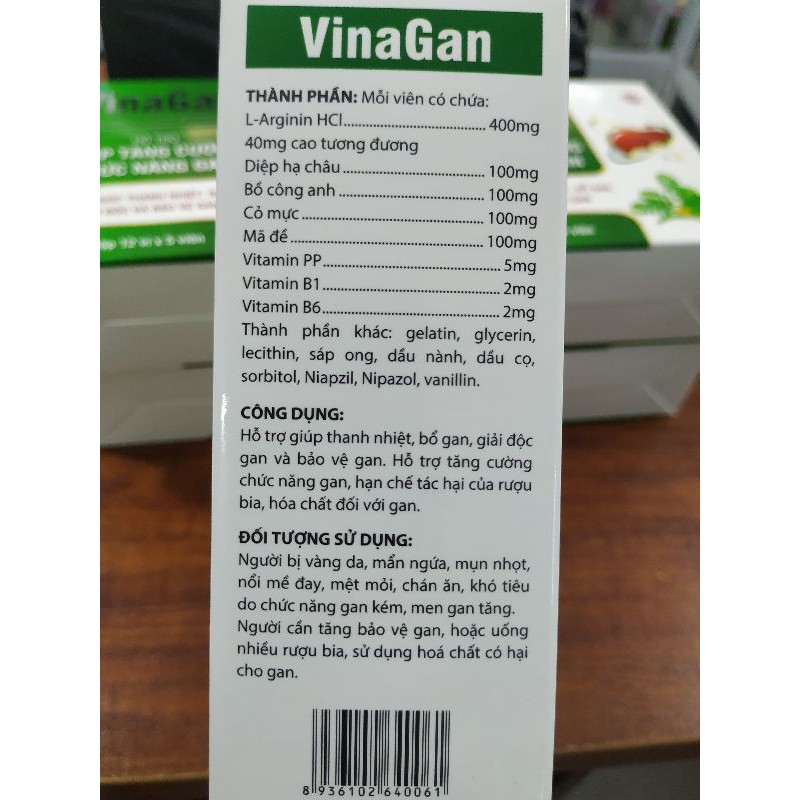 VinaGan
THÀNH PHẦN: Mỗi viên có chứa:
L-Arginin HCl........................ 400mg
40mg cao tương đương
Diệp hạ châu........................ 100mg
Bồ công anh........................ 100mg
Cỏ mực........................ 100mg
Mã đề........................ 100mg
Vitamin PP........................ 5mg
Vitamin B1........................ 2mg
Vitamin B6........................ 2mg
Thành phần khác: gelatin, glycerin,
lecithin, sáp ong, dầu nành, dầu cọ,
sorbitol, Niapzil, Nipazol, vanillin.
CÔNG DỤNG:
Hỗ trợ giúp thanh nhiệt, bổ gan, giải độc
gan và bảo vệ gan. Hỗ trợ tăng cường
chức năng gan, hạn chế tác hại của rượu
bia, hóa chất đối với gan.
ĐỐI TƯỢNG SỬ DỤNG:
Người bị vàng da, mẩn ngứa, mụn nhọt,
nổi mề đay, mệt mỏi, chán ăn, khó tiêu
do chức năng gan kém, men gan tăng.
Người cần tăng bảo vệ gan, hoặc uống
nhiều rượu bia, sử dụng hoá chất có hại
cho gan.
8 936102 640061
VinaGan